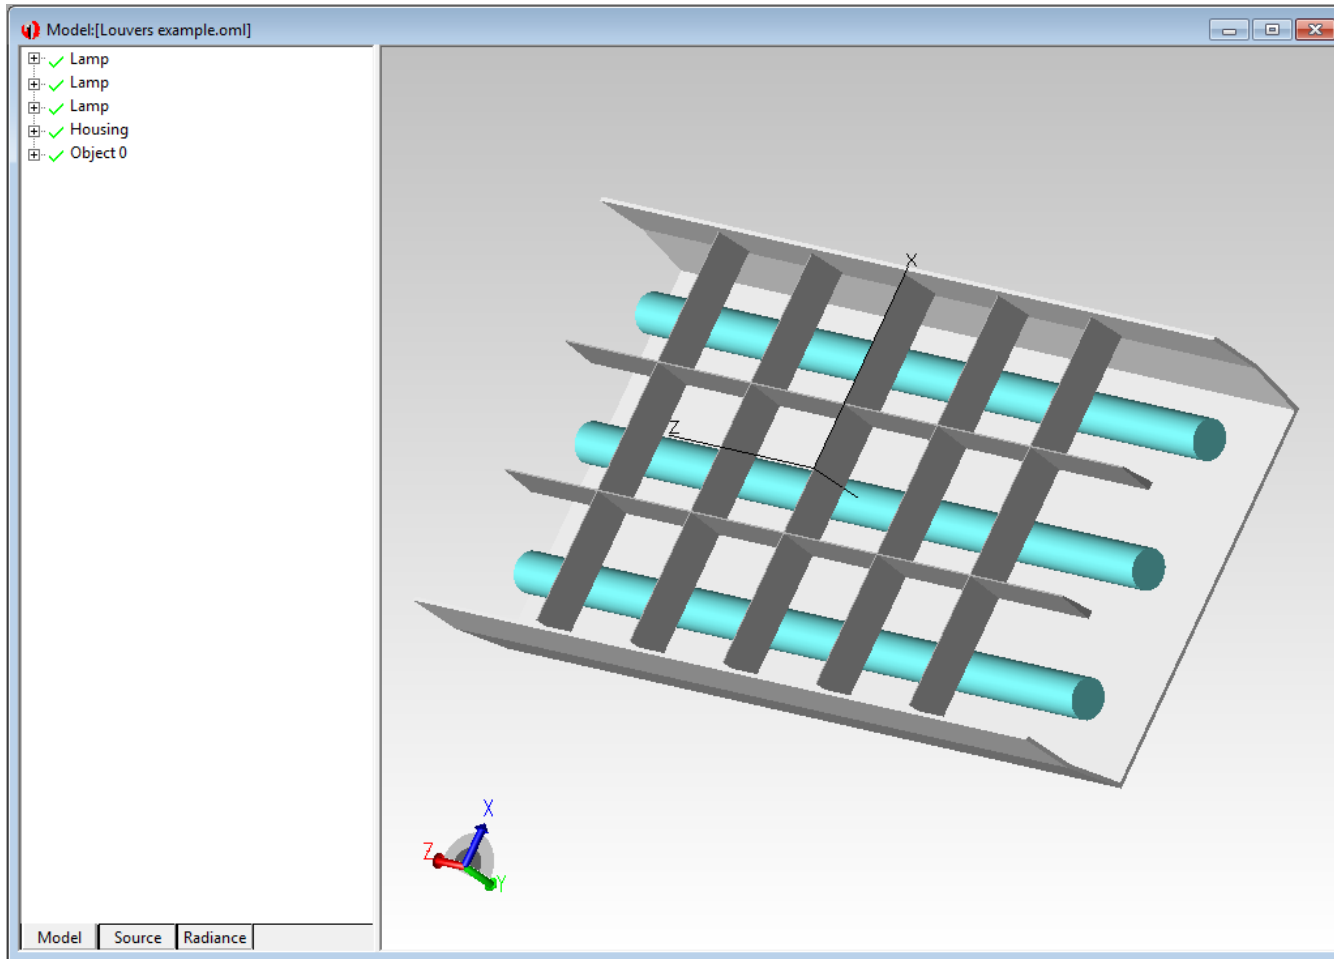 Model:[Louvers example.oml]
Lamp
Lamp
Lamp
Housing
Object 0
X
Z
X
Z
Y
Model Source Radiance